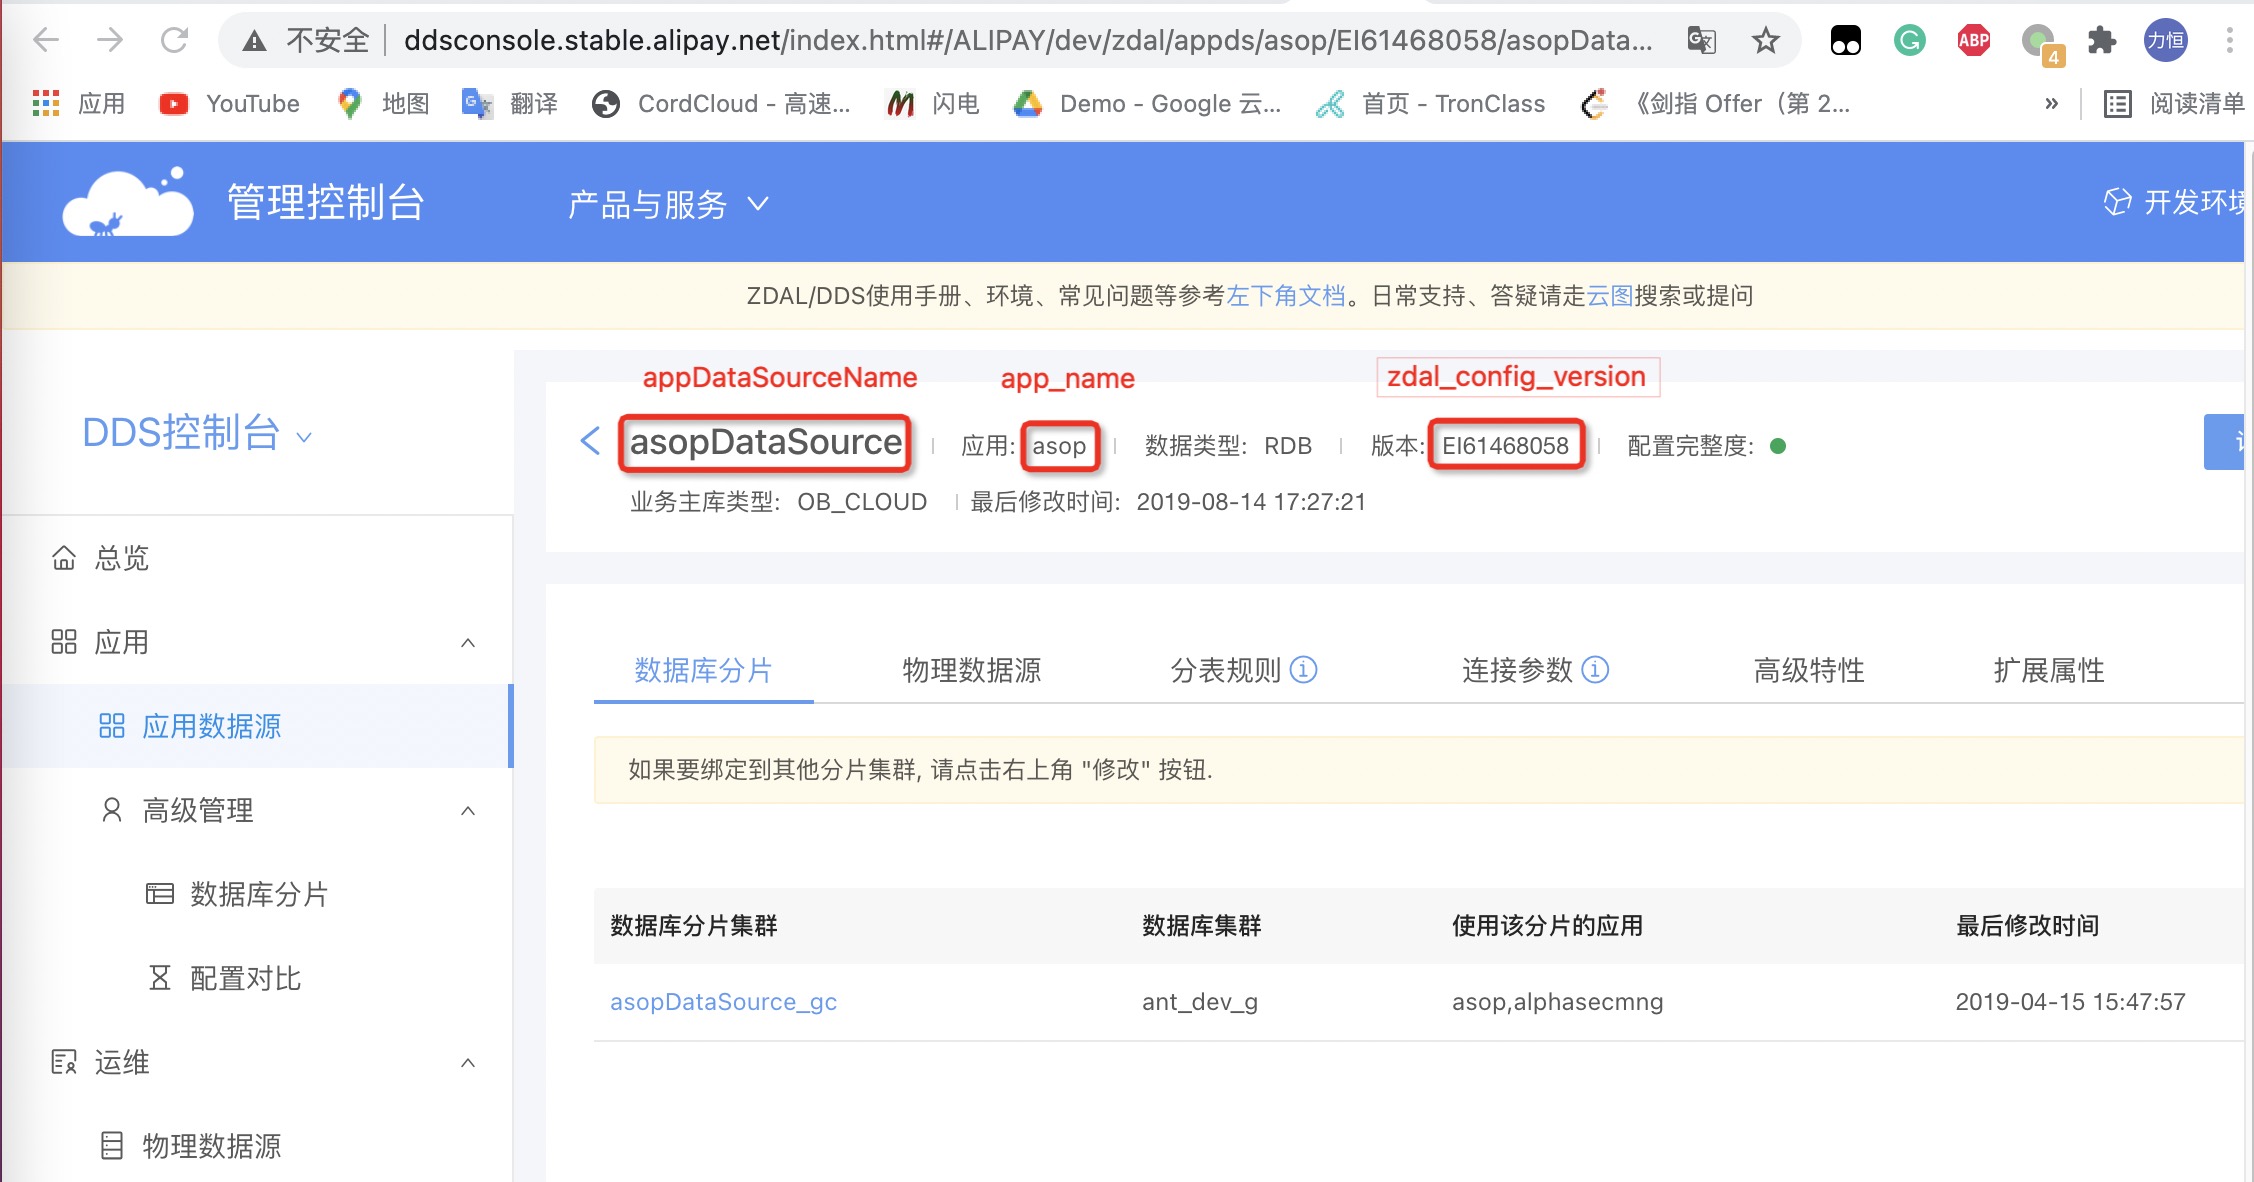 不安全 ddsconsole.stable.alipay.net/index.html#/ALIPAY/dev/zdal/appds/asop/EI61468058/asopData... ABP 4 力恒
应用 YouTube 地图 翻译 CordCloud - 高速... 闪电 Demo - Google 云... 首页 - TronClass 《剑指 Offer（第 2... » 阅读清单
管理控制台 产品与服务 开发环境
ZDAL/DDS使用手册、环境、常见问题等参考左下角文档。日常支持、答疑请走云图搜索或提问
appDataSourceName app_name zdal_config_version
DDS控制台
asopDataSource 应用: asop 数据类型: RDB 版本: EI61468058 配置完整度:
业务主库类型: OB_CLOUD 最后修改时间: 2019-08-14 17:27:21
总览
应用
应用数据源
高级管理
数据库分片
配置对比
运维
物理数据源
数据库分片 物理数据源 分表规则 连接参数 高级特性 扩展属性
如果要绑定到其他分片集群, 请点击右上角 "修改" 按钮.
数据库分片集群 数据库集群 使用该分片的应用 最后修改时间
asopDataSource_gc ant_dev_g asop,alphasecmng 2019-04-15 15:47:57